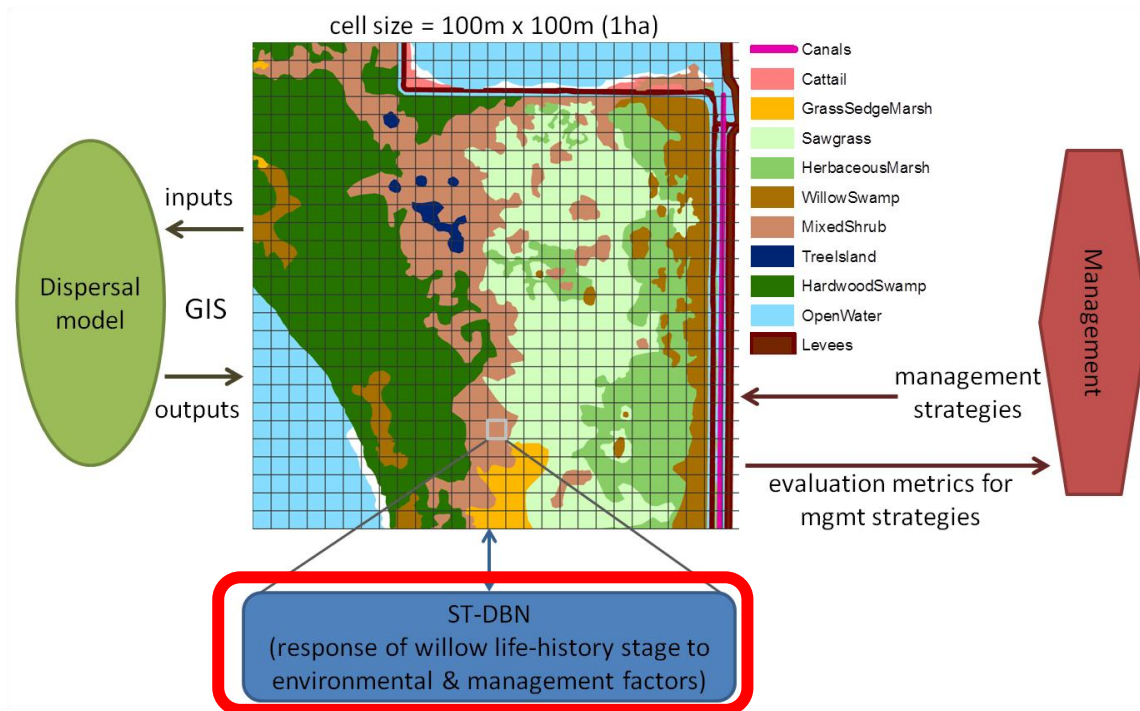 cell size = 100m x 100m (1ha)
Canals
Cattail
GrassSedgeMarsh
Sawgrass
HerbaceousMarsh
WillowSwamp
MixedShrub
TreeIsland
HardwoodSwamp
OpenWater
Levees
inputs
Dispersal
model
GIS
outputs
Management
management
strategies
evaluation metrics for
mgmt strategies
ST-DBN
(response of willow life-history stage to
environmental & management factors)